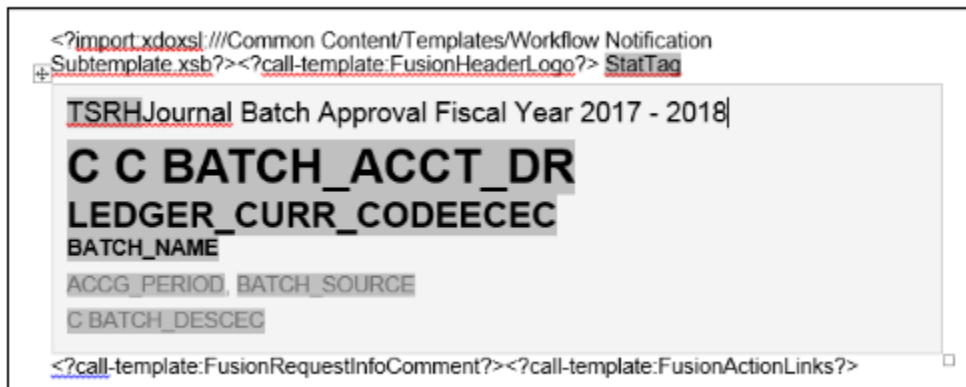 <?import:xdoxsl:///Common Content/Templates/Workflow Notification
Subtemplate.xsb?><?call-template:FusionHeaderLogo?> StatTag
TSRHJournal Batch Approval Fiscal Year 2017 - 2018
C C BATCH_ACCT_DR
LEDGER_CURR_CODEECEC
BATCH_NAME
ACCG_PERIOD, BATCH_SOURCE
C BATCH_DESCEC
<?call-template:FusionRequestInfoComment?><?call-template:FusionActionLinks?>